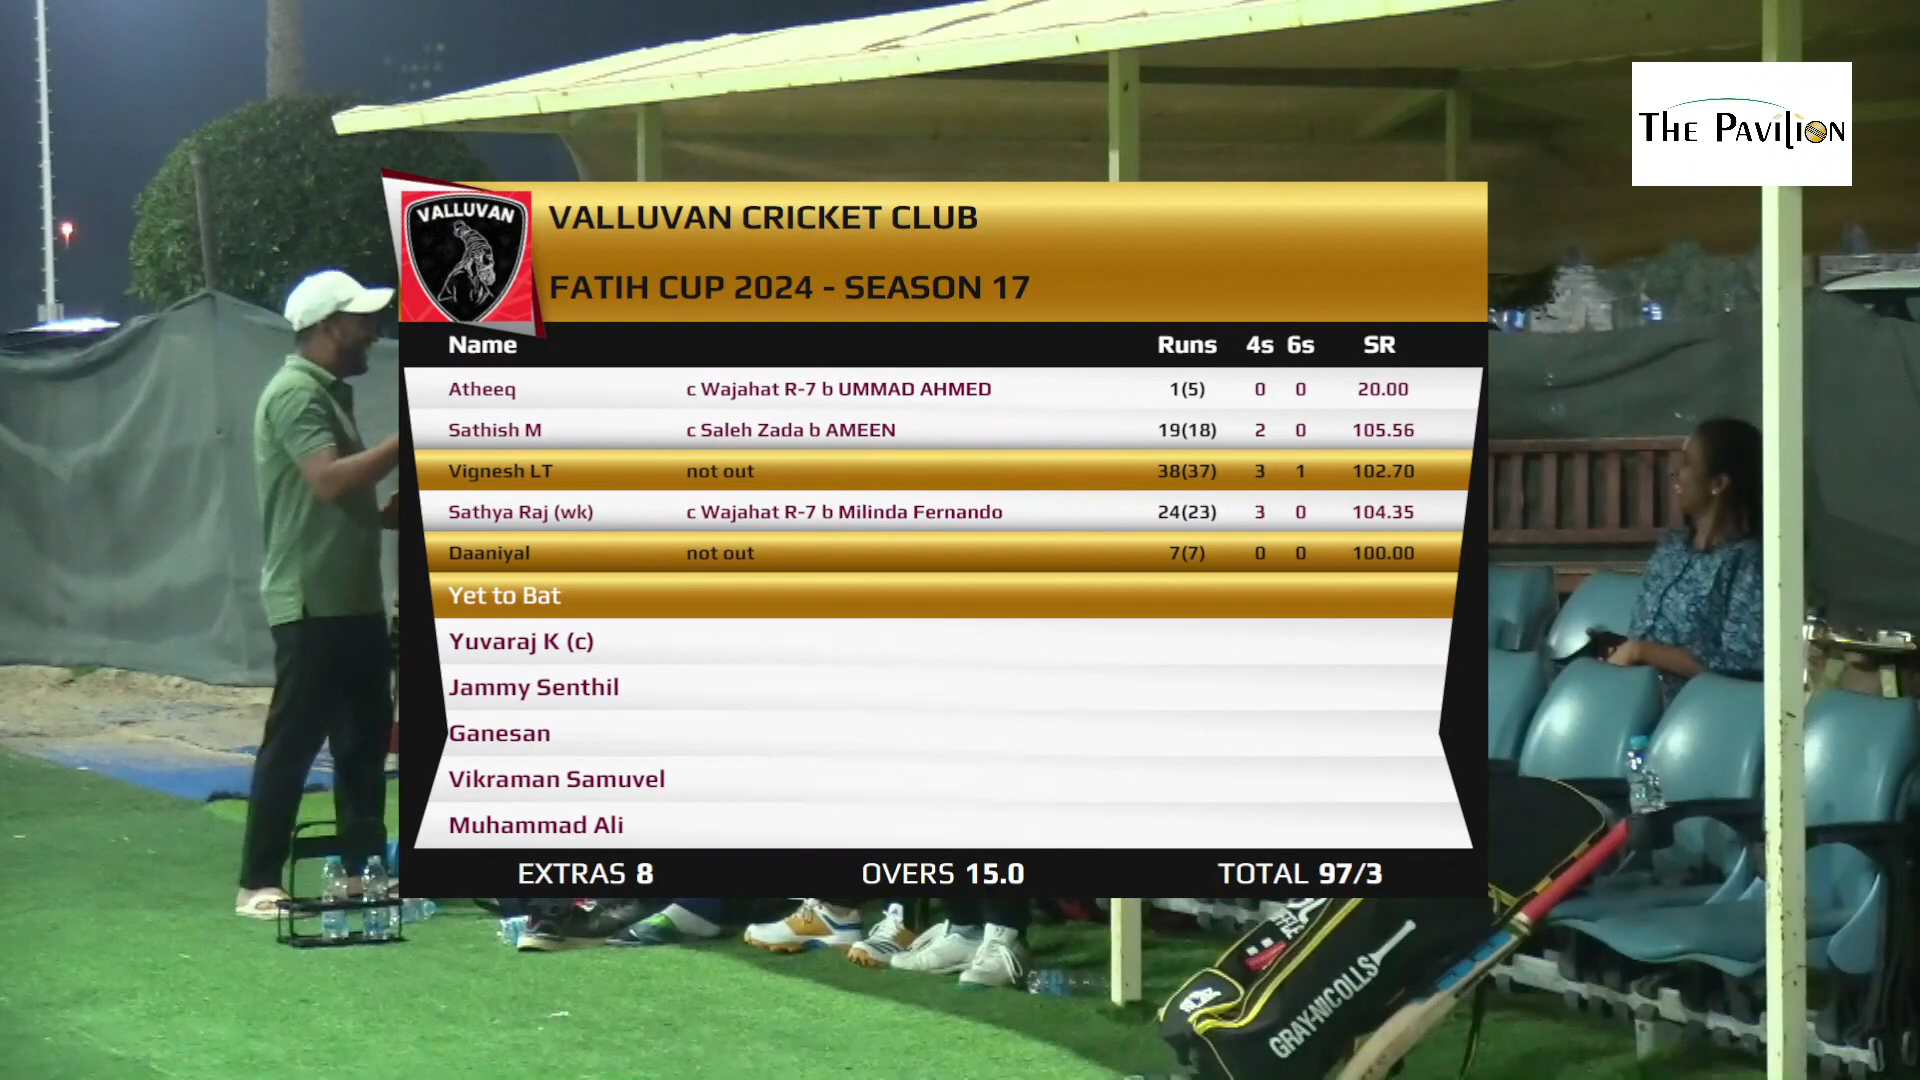 THE PAVILION
VALLUVAN
VALLUVAN CRICKET CLUB
FATIH CUP 2024 - SEASON 17
Name Runs 4s 6s SR
Atheeq c Wajahat R-7 b UMMAD AHMED 1(5) 0 0 20.00
Sathish M c Saleh Zada b AMEEN 19(18) 2 0 105.56
Vignesh LT not out 38(37) 3 1 102.70
Sathya Raj (wk) c Wajahat R-7 b Milinda Fernando 24(23) 3 0 104.35
Daaniyal not out 7(7) 0 0 100.00
Yet to Bat
Yuvaraj K (c)
Jammy Senthil
Ganesan
Vikraman Samuvel
Muhammad Ali
EXTRAS 8 OVERS 15.0 TOTAL 97/3
GRAY-NICOLLS